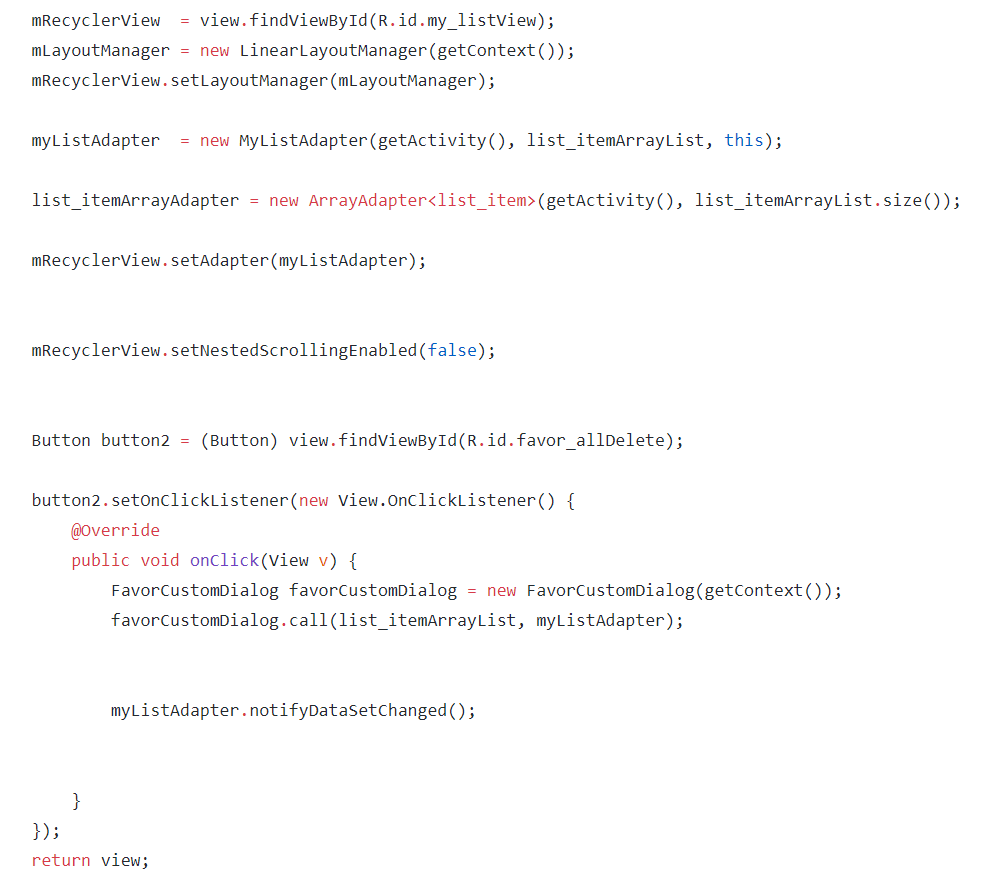 mRecyclerView  = view.findViewById(R.id.my_listView);
mLayoutManager = new LinearLayoutManager(getContext());
mRecyclerView.setLayoutManager(mLayoutManager);
myListAdapter  = new MyListAdapter(getActivity(), list_itemArrayList, this);
list_itemArrayAdapter = new ArrayAdapter<list_item>(getActivity(), list_itemArrayList.size());
mRecyclerView.setAdapter(myListAdapter);
mRecyclerView.setNestedScrollingEnabled(false);
Button button2 = (Button) view.findViewById(R.id.favor_allDelete);
button2.setOnClickListener(new View.OnClickListener() {
    @Override
    public void onClick(View v) {
        FavorCustomDialog favorCustomDialog = new FavorCustomDialog(getContext());
        favorCustomDialog.call(list_itemArrayList, myListAdapter);
        myListAdapter.notifyDataSetChanged();
    }
});
return view;